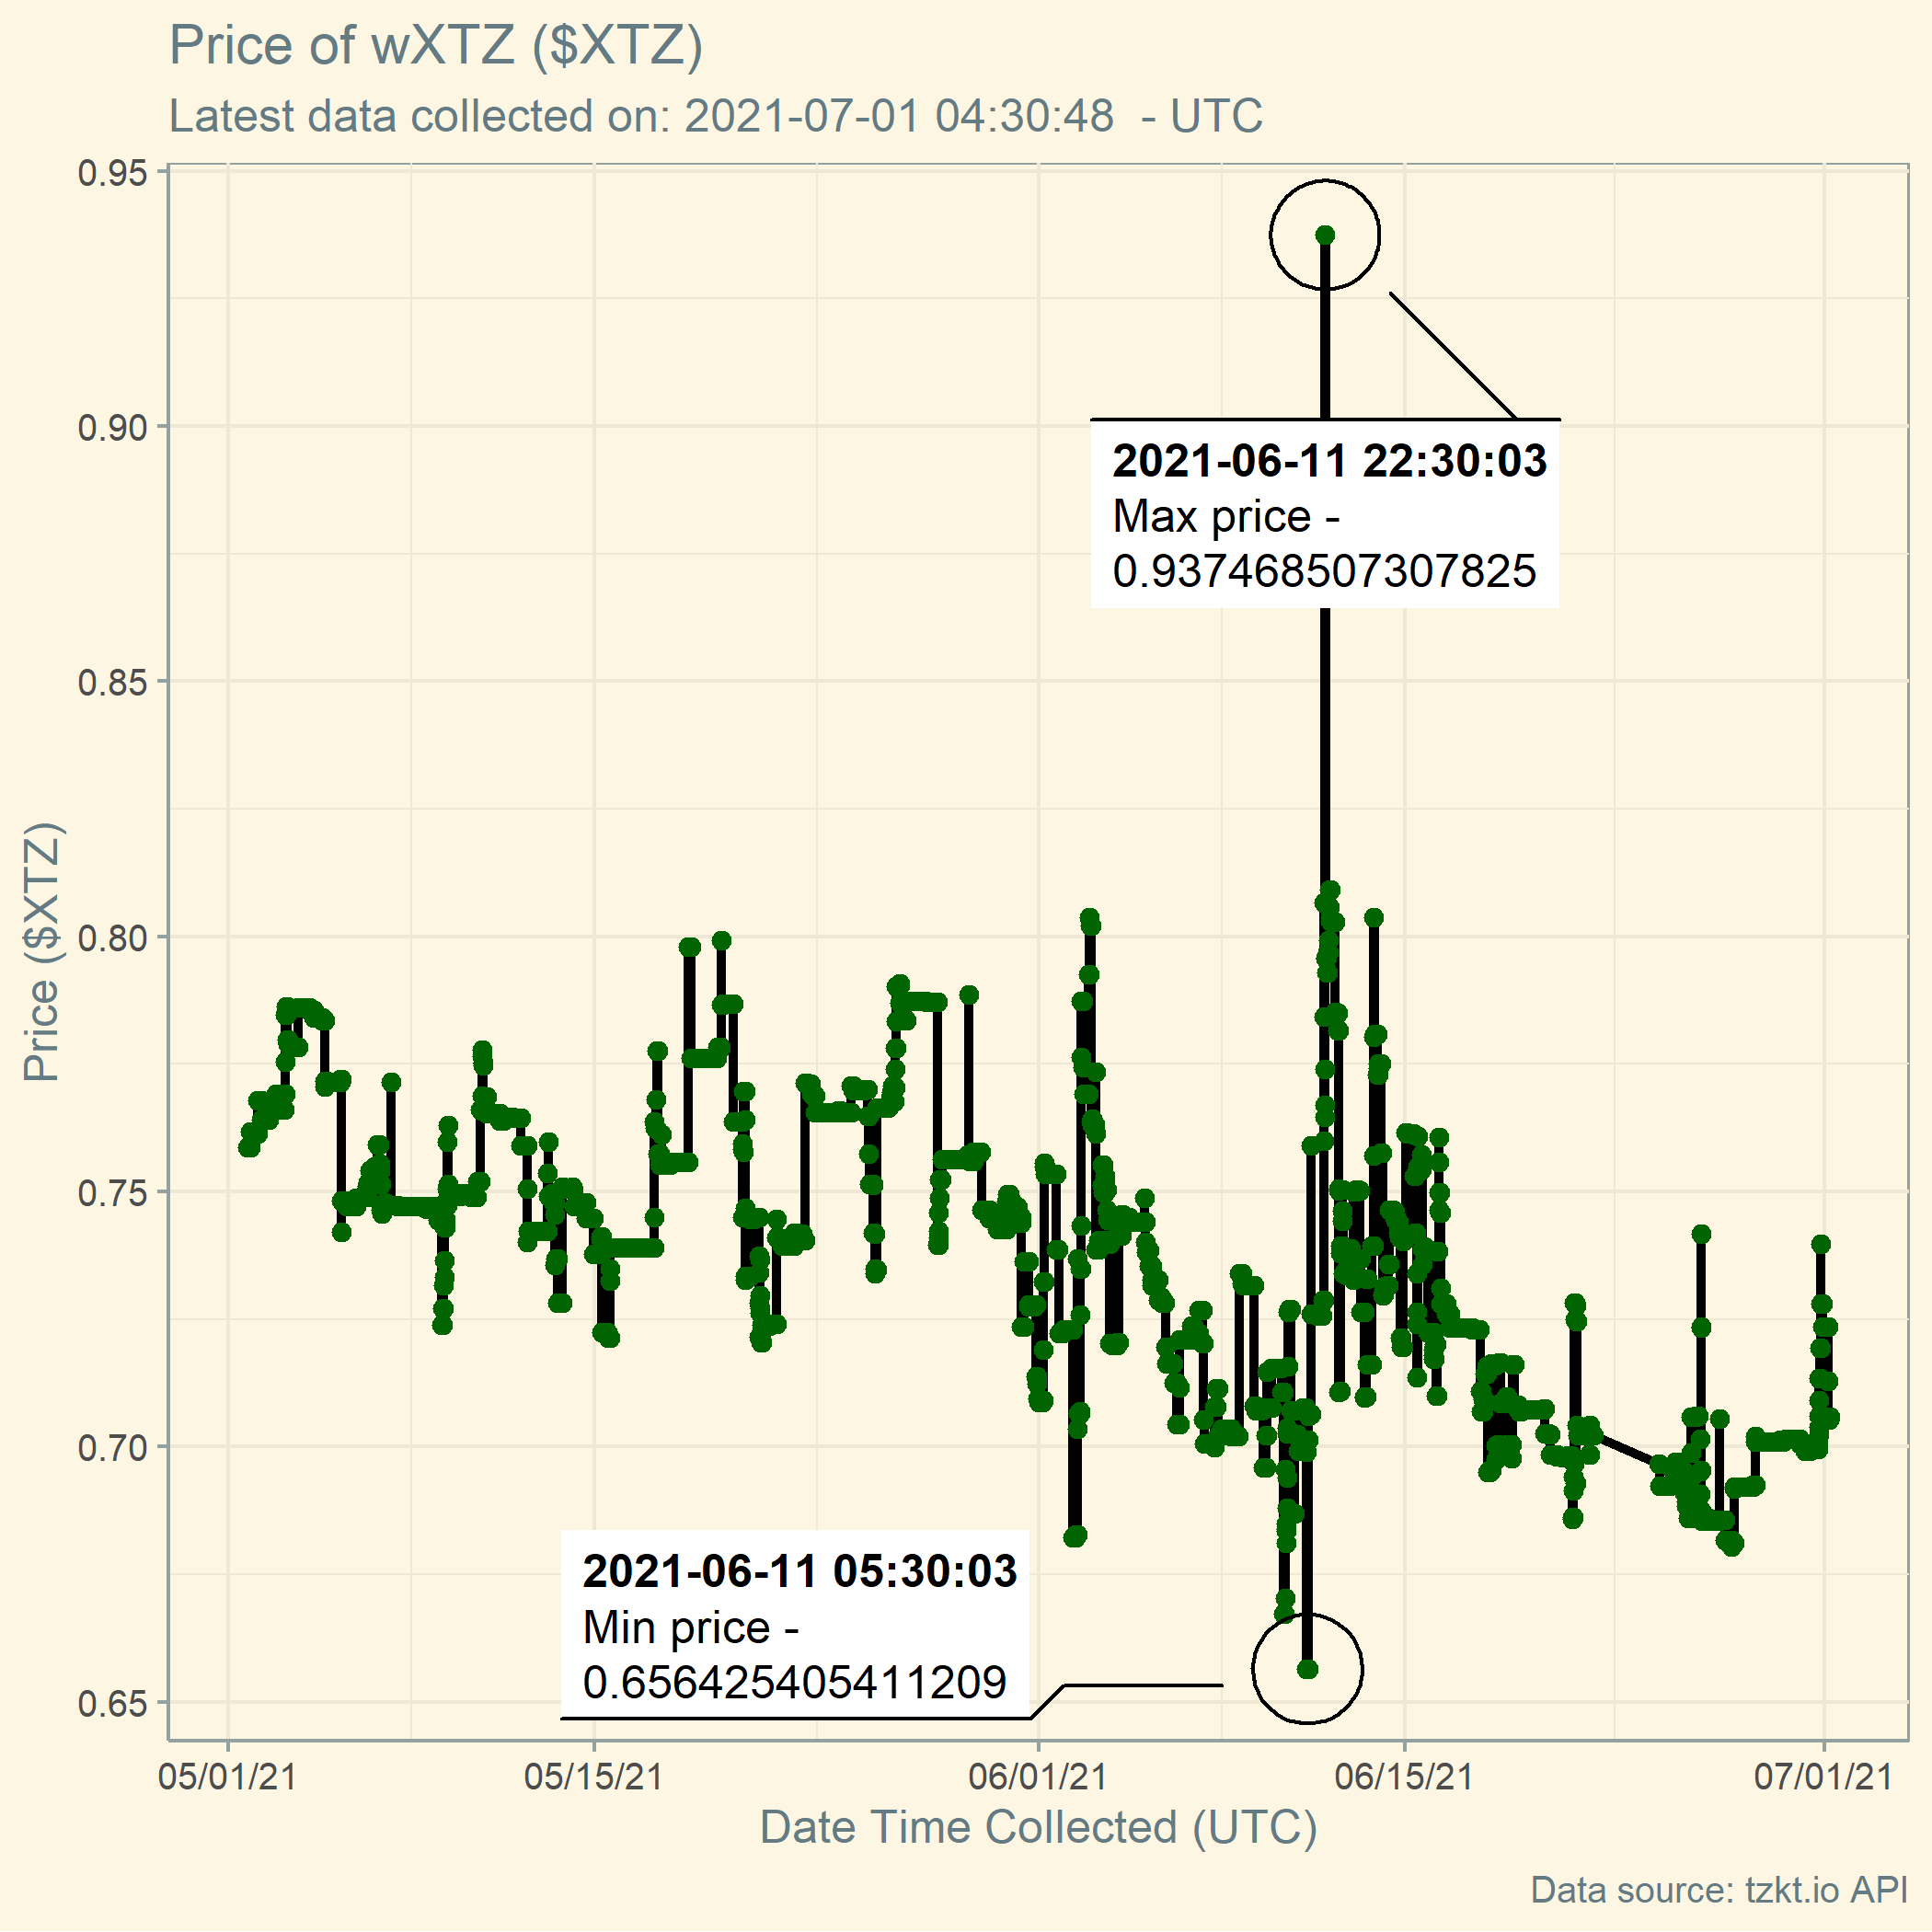 Price of wXTZ ($XTZ)
Latest data collected on: 2021-07-01 04:30:48  - UTC
0.95
0.90
0.85
0.80
0.75
0.70
0.65
Price ($XTZ)
2021-06-11 22:30:03
Max price -
0.937468507307825
2021-06-11 05:30:03
Min price -
0.656425405411209
05/01/21
05/15/21
06/01/21
06/15/21
07/01/21
Date Time Collected (UTC)
Data source: tzkt.io API